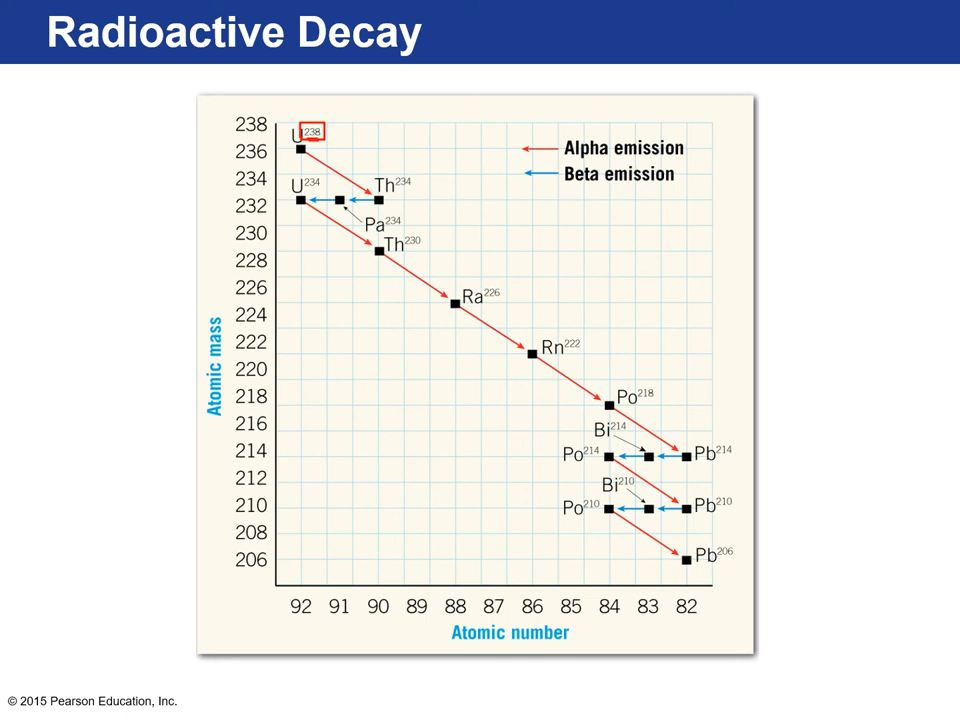 Radioactive Decay
238
236
234
232
230
228
226
224
222
220
218
216
214
212
210
208
206
Atomic mass
U238
Alpha emission
Beta emission
U234
Th234
Pa234
Th230
Ra226
Rn222
Po218
Bi214
Po214
Pb214
Bi210
Po210
Pb210
Pb206
92 91 90 89 88 87 86 85 84 83 82
Atomic number
© 2015 Pearson Education, Inc.